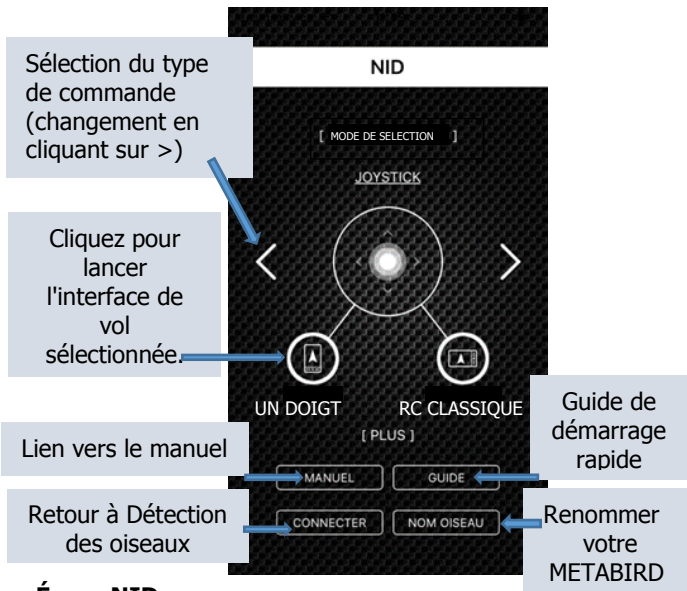 NID
Sélection du type
de commande
(changement en
cliquant sur >)
[ MODE DE SELECTION ]
JOYSTICK
Cliquez pour
lancer
l'interface de
vol
sélectionnée.
UN DOIGT
RC CLASSIQUE
[ PLUS ]
Lien vers le manuel
MANUEL
GUIDE
Guide de
démarrage
rapide
Retour à Détection
des oiseaux
CONNECTER
NOM OISEAU
Renommer
votre
METABIRD